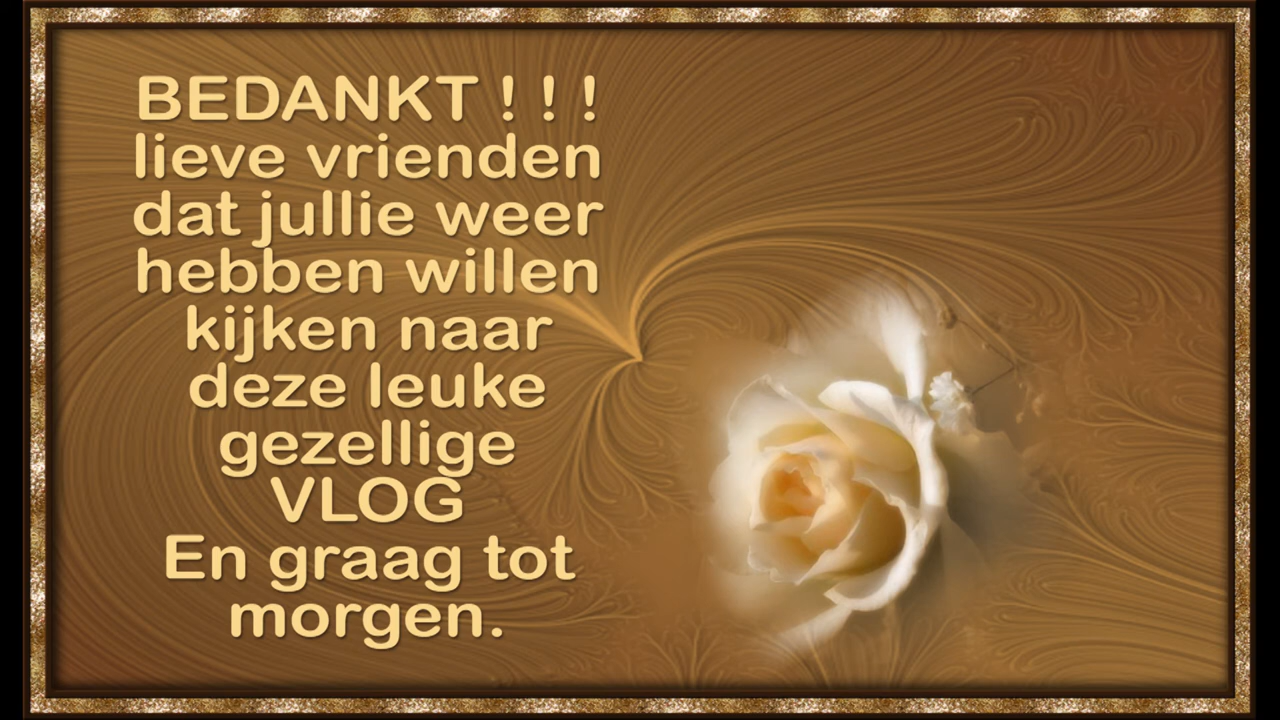 BEDANKT ! ! !
lieve vrienden
dat jullie weer
hebben willen
kijken naar
deze leuke
gezellige
VLOG
En graag tot
morgen.